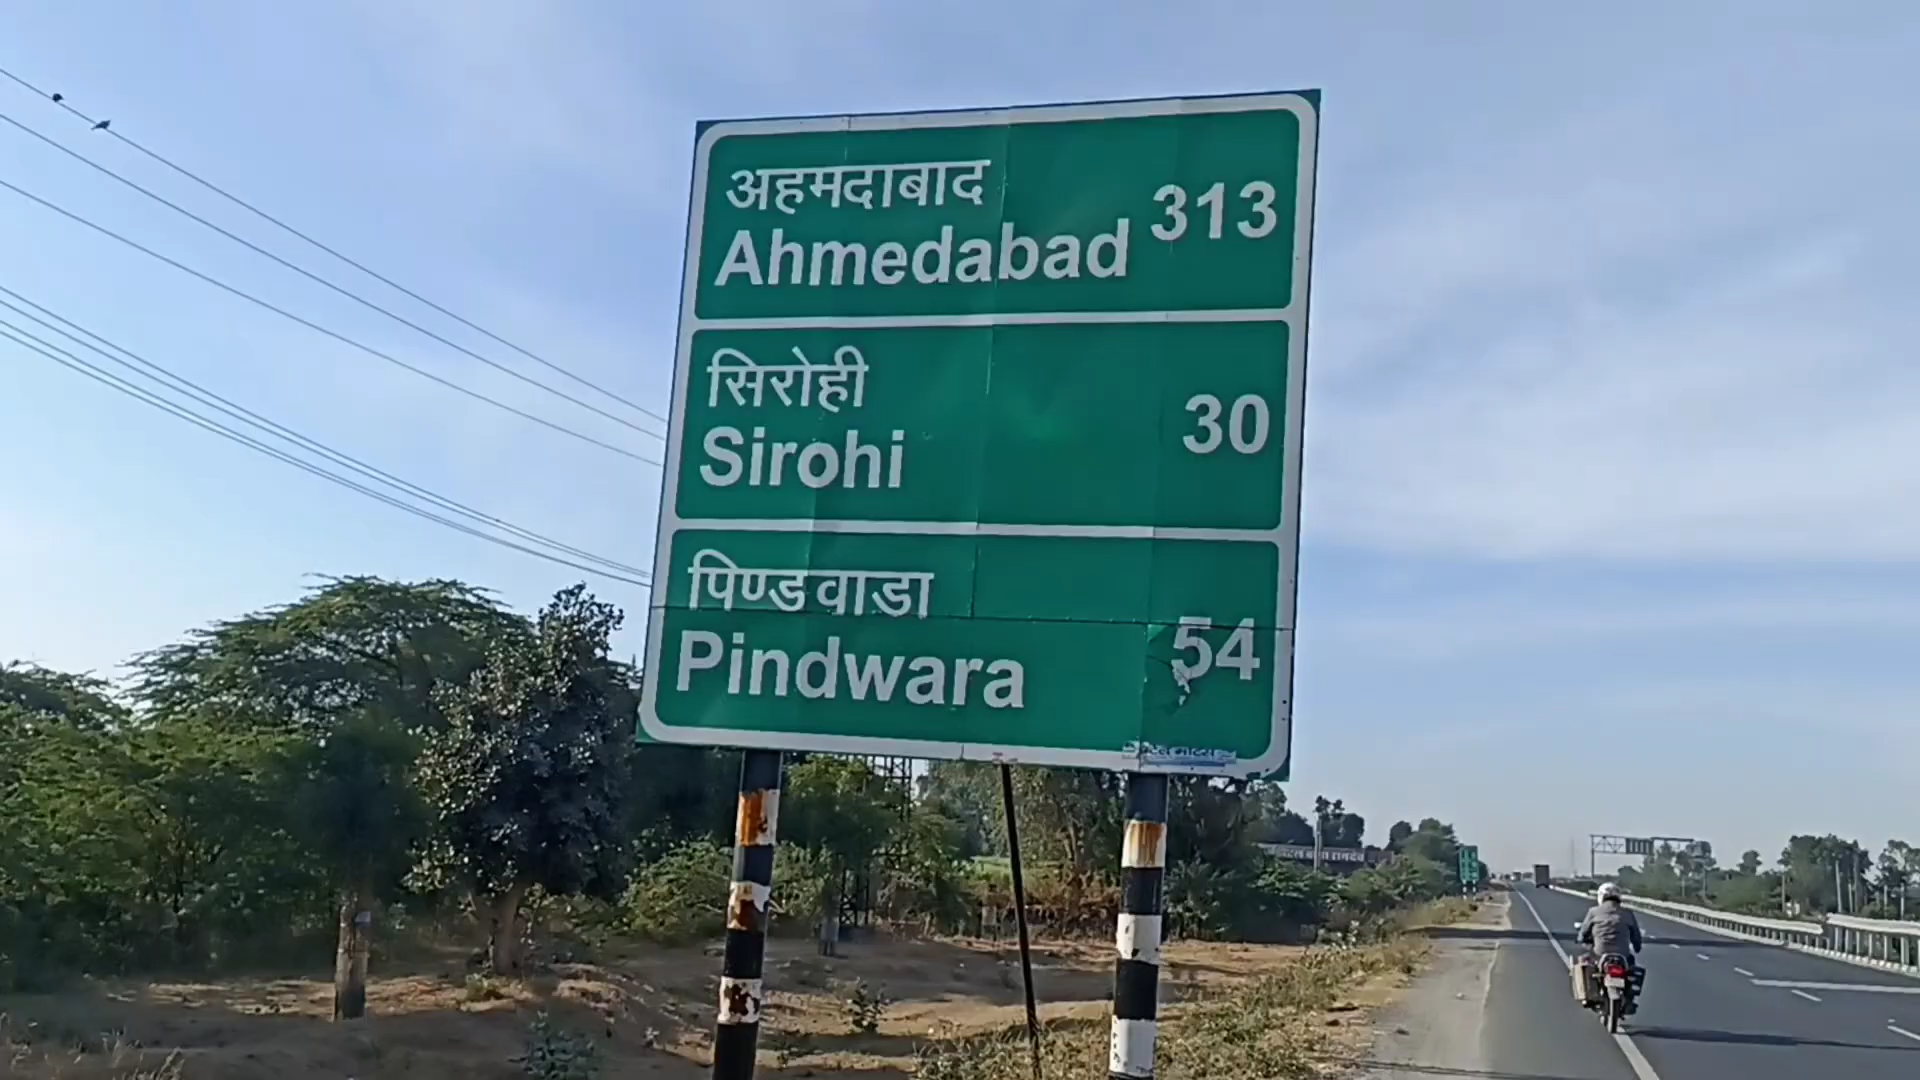 अहमदाबाद
Ahmedabad 313
सिरोही
Sirohi 30
पिण्डवाडा
Pindwara 54